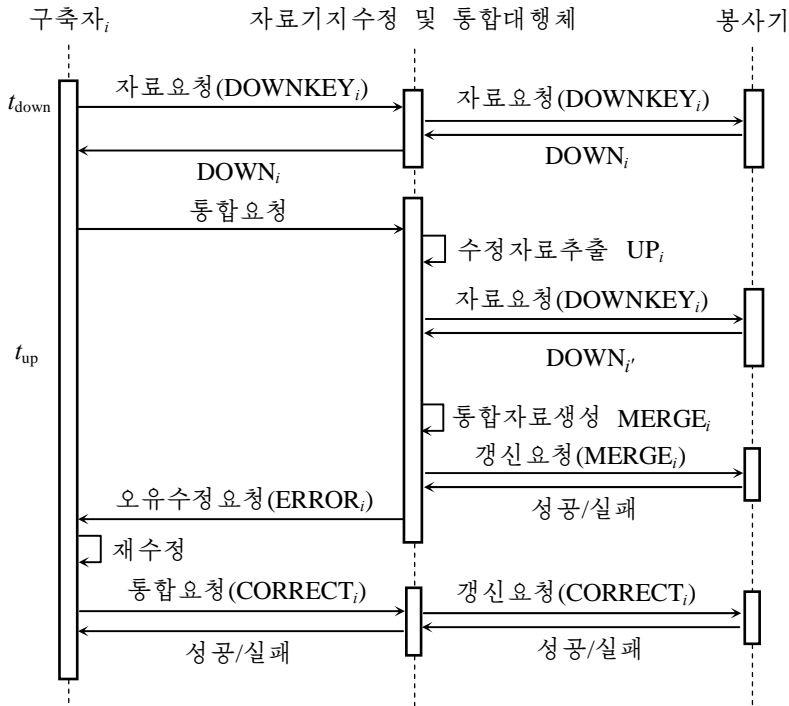 구축자i 자료기지수정 및 통합대행체 봉사기
tdown
자료요청(DOWNKEYi)
자료요청(DOWNKEYi)
DOWNi
DOWNi
통합요청
수정자료추출 UPi
자료요청(DOWNKEYi)
tup
DOWNi′
통합자료생성 MERGEi
갱신요청(MERGEi)
오유수정요청(ERRORi)
성공/실패
재수정
통합요청(CORRECTi)
갱신요청(CORRECTi)
성공/실패
성공/실패